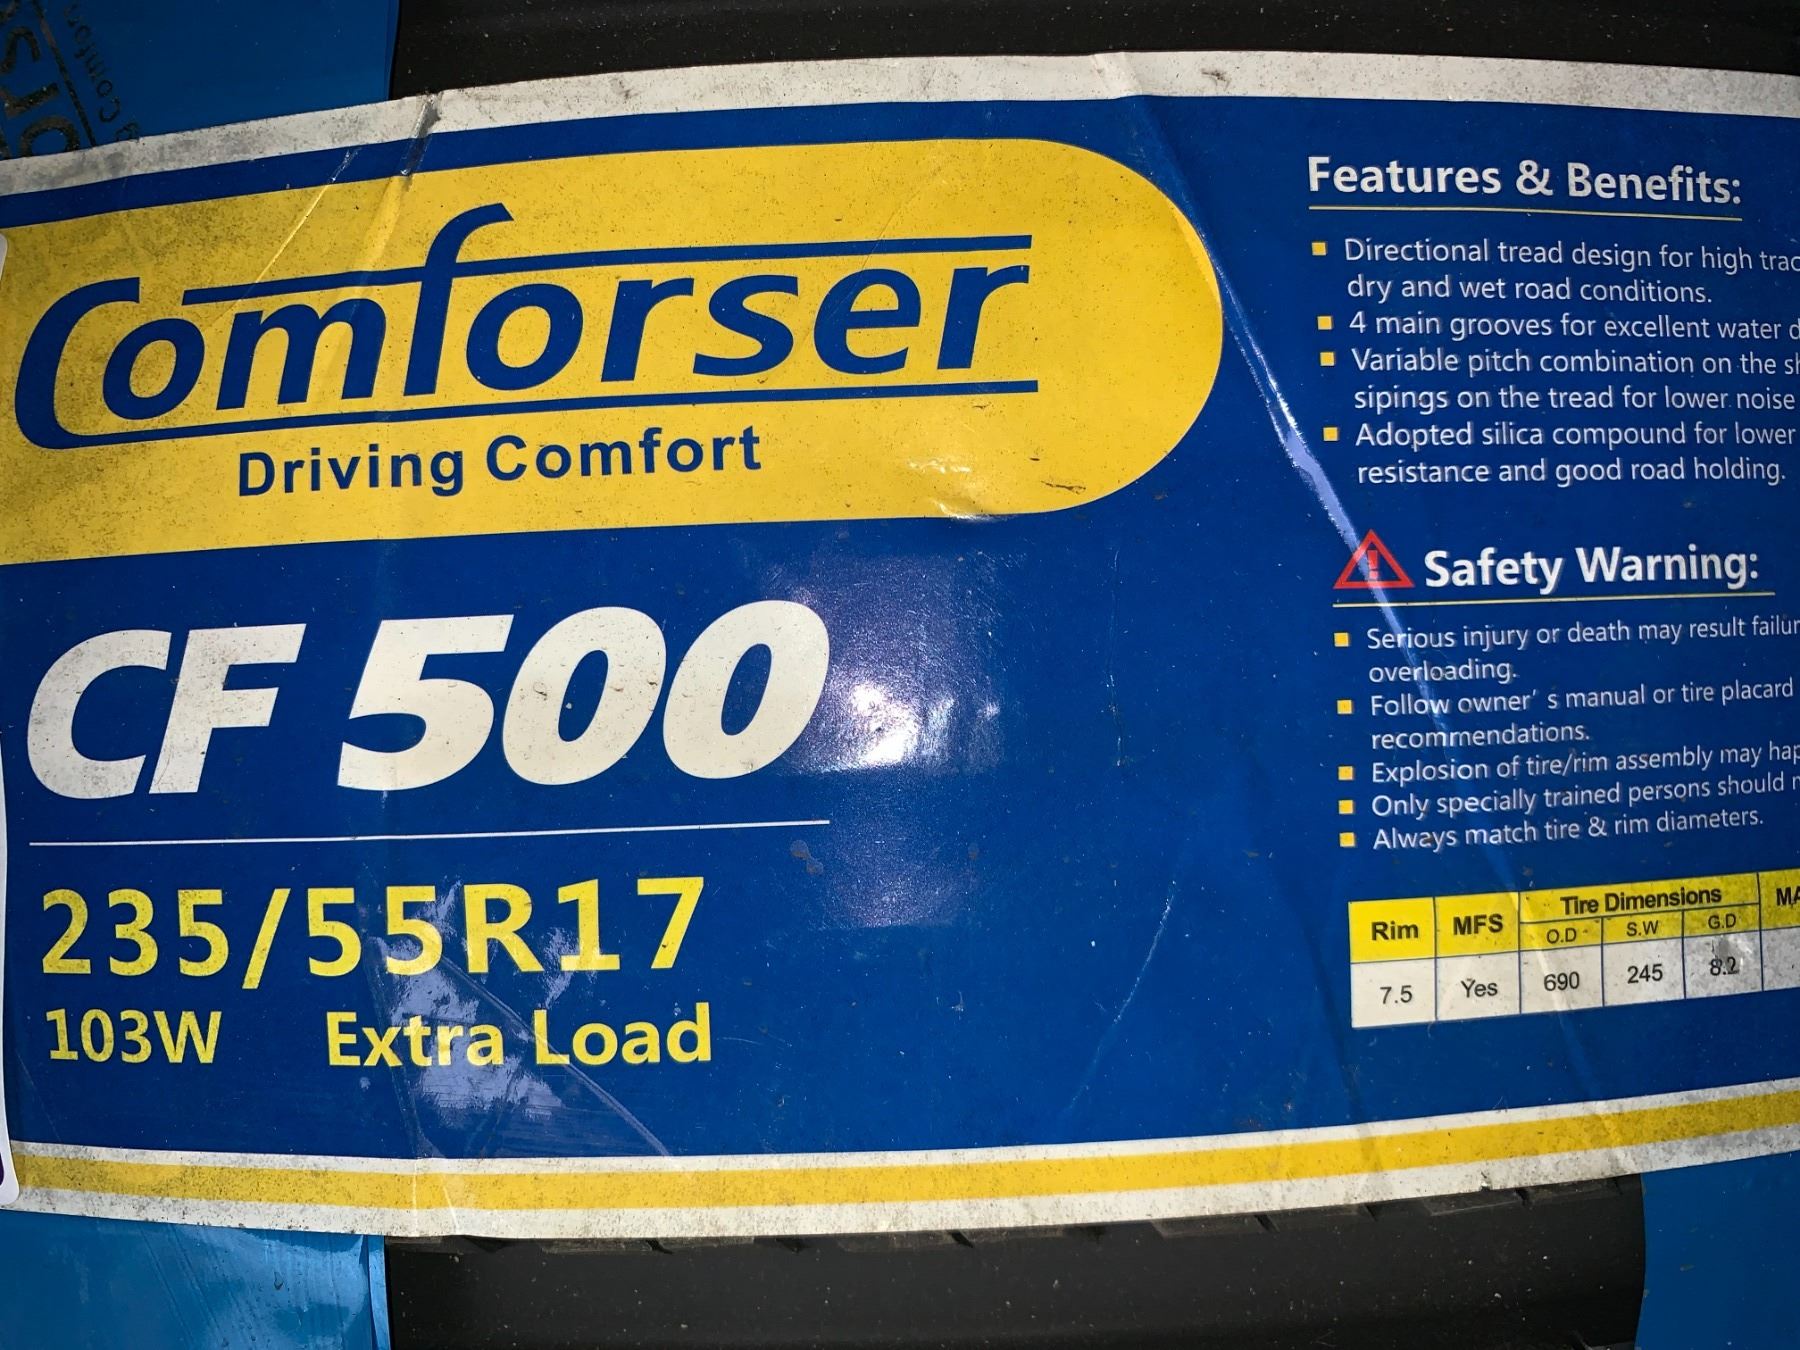 Comforser
Driving Comfort
CF 500
235/55R17
103W Extra Load
Features & Benefits:
Directional tread design for high
dry and wet road conditions.
4 main grooves for excellent water
Variable pitch combination on the
sipings on the tread for lower noise
Adopted silica compound for lower
resistance and good road holding.
Safety Warning:
Serious injury or death may result
overloading.
Follow owner' s manual or tire placard
recommendations.
Explosion of tire/rim assembly may
Only specially trained persons should
Always match tire & rim diameters.
Rim MFS Tire Dimensions
O.D S.W G.D
7.5 Yes 690 245 8.2